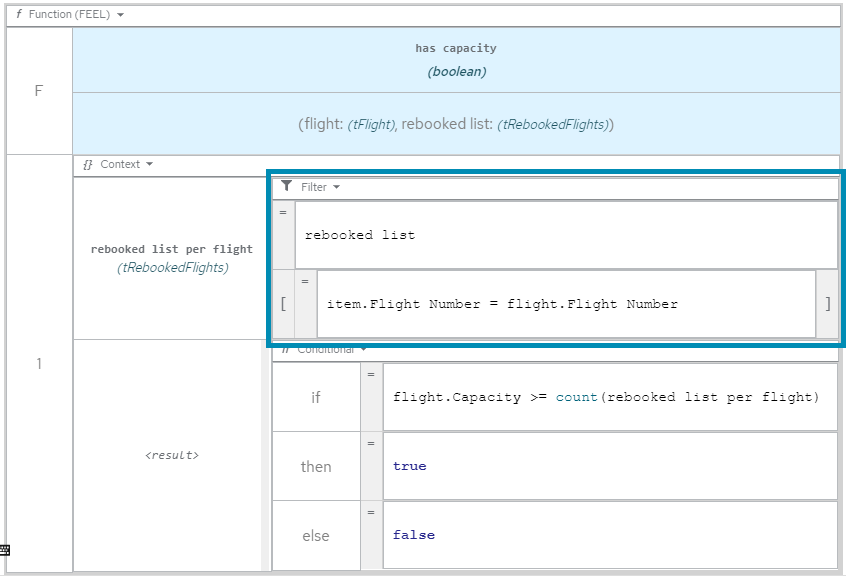 f Function (FEEL)
F
has capacity
(boolean)
(flight: (tFlight), rebooked list: (tRebookedFlights))
1
{} Context
rebooked list per flight
(tRebookedFlights)
Filter
=
rebooked list
[
=
item.Flight Number = flight.Flight Number
]
<result>
Conditional
if
=
flight.Capacity >= count(rebooked list per flight)
then
=
true
else
=
false